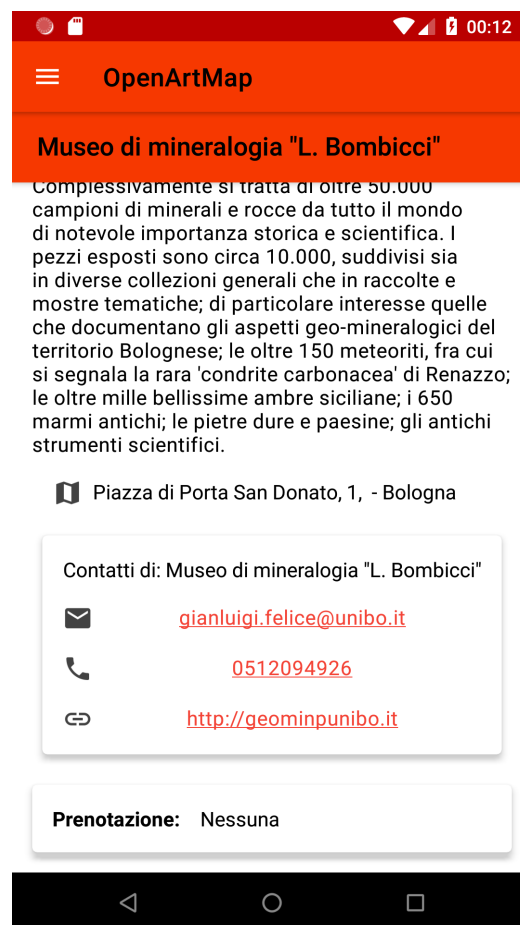 00:12
OpenArtMap
Museo di mineralogia "L. Bombicci"
Complessivamente si tratta di oltre 50.000
campioni di minerali e rocce da tutto il mondo
di notevole importanza storica e scientifica. I
pezzi esposti sono circa 10.000, suddivisi sia
in diverse collezioni generali che in raccolte e
mostre tematiche; di particolare interesse quelle
che documentano gli aspetti geo-mineralogici del
territorio Bolognese; le oltre 150 meteoriti, fra cui
si segnala la rara 'condrite carbonacea' di Renazzo;
le oltre mille bellissime ambre siciliane; i 650
marmi antichi; le pietre dure e paesine; gli antichi
strumenti scientifici.
Piazza di Porta San Donato, 1,  - Bologna
Contatti di: Museo di mineralogia "L. Bombicci"
gianluigi.felice@unibo.it
0512094926
http://geominpunibo.it
Prenotazione: Nessuna